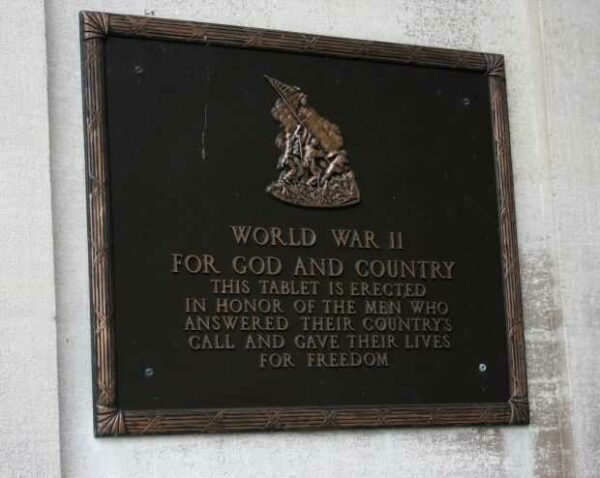 WORLD WAR II
FOR GOD AND COUNTRY
THIS TABLET IS ERECTED
IN HONOR OF THE MEN WHO
ANSWERED THEIR COUNTRY'S
CALL AND GAVE THEIR LIVES
FOR FREEDOM